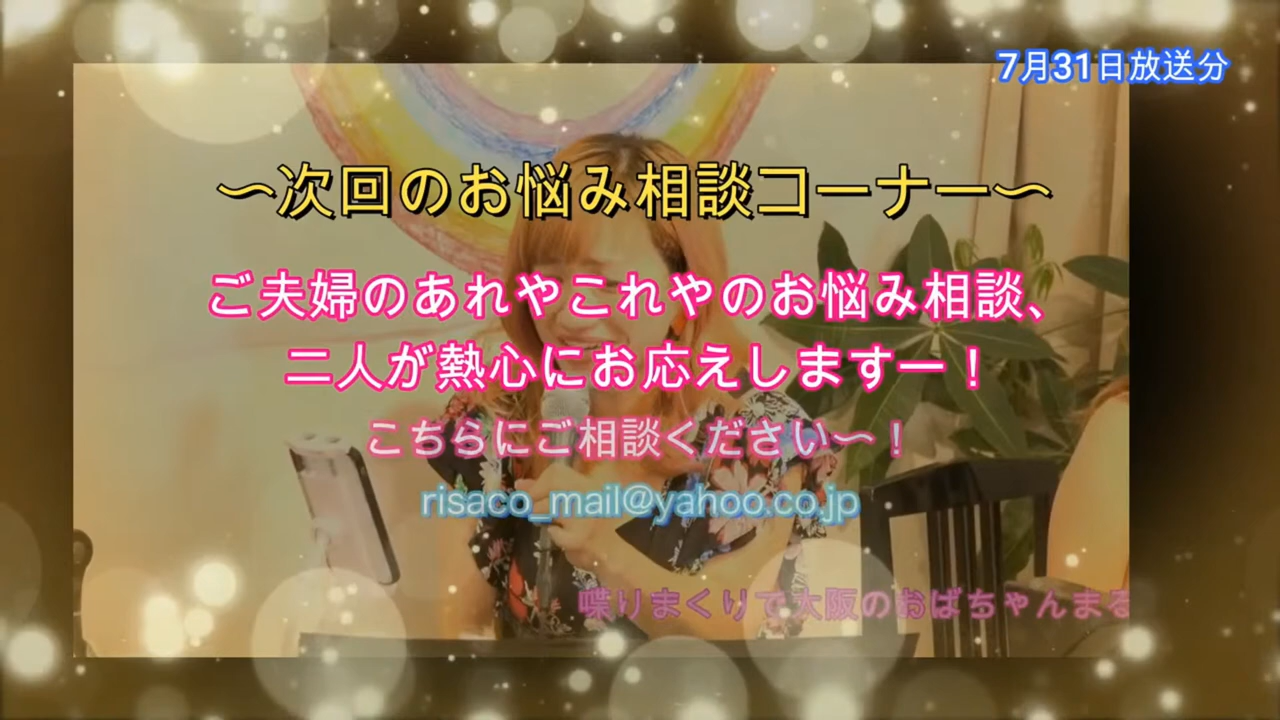 7月31日放送分
～次回のお悩み相談コーナー～
ご夫婦のあれやこれやのお悩み相談、
二人が熱心にお応えしますー！
こちらにご相談ください～！
risaco_mail@yahoo.co.jp
喋りまくりで大阪のおばちゃんまる